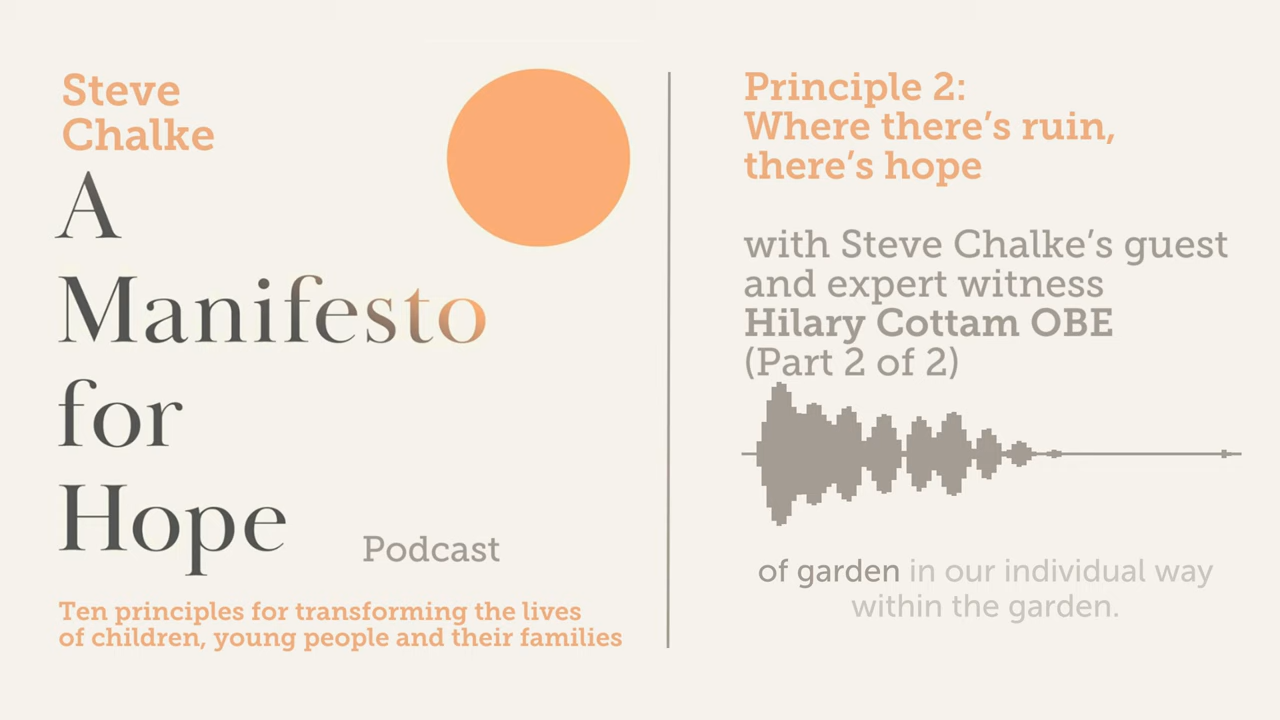 Steve
Chalke
A
Manifesto
for
Hope
Podcast
Ten principles for transforming the lives
of children, young people and their families
Principle 2:
Where there’s ruin,
there’s hope
with Steve Chalke’s guest
and expert witness
Hilary Cottam OBE
(Part 2 of 2)
of garden in our individual way
within the garden.